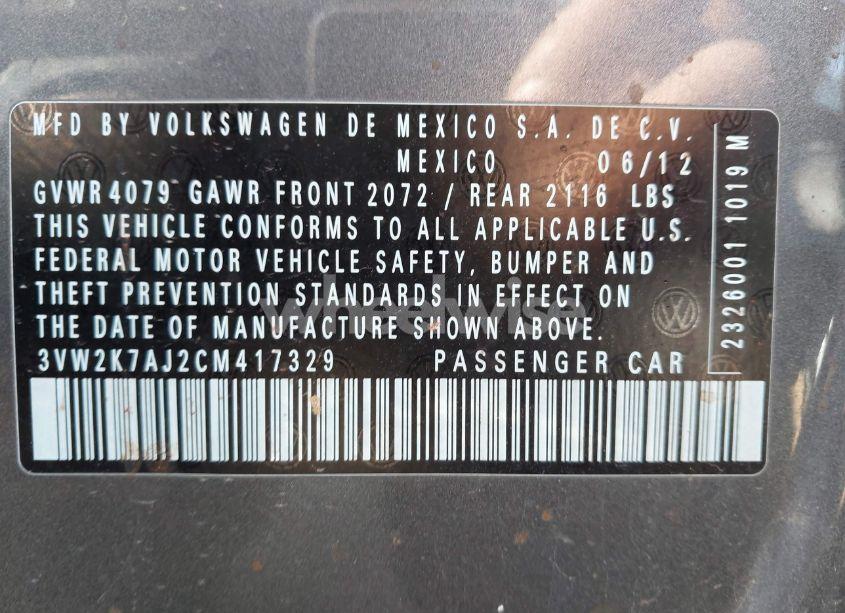 MFD BY VOLKSWAGEN DE MEXICO S.A. DE C.V.
MEXICO 06/12
GVWR 4079 GAWR FRONT 2072 / REAR 2116 LBS
THIS VEHICLE CONFORMS TO ALL APPLICABLE U.S.
FEDERAL MOTOR VEHICLE SAFETY, BUMPER AND
THEFT PREVENTION STANDARDS IN EFFECT ON
THE DATE OF MANUFACTURE SHOWN ABOVE.
3VW2K7AJ2CM417329 PASSENGER CAR
2326001 1019 M
wheelwise